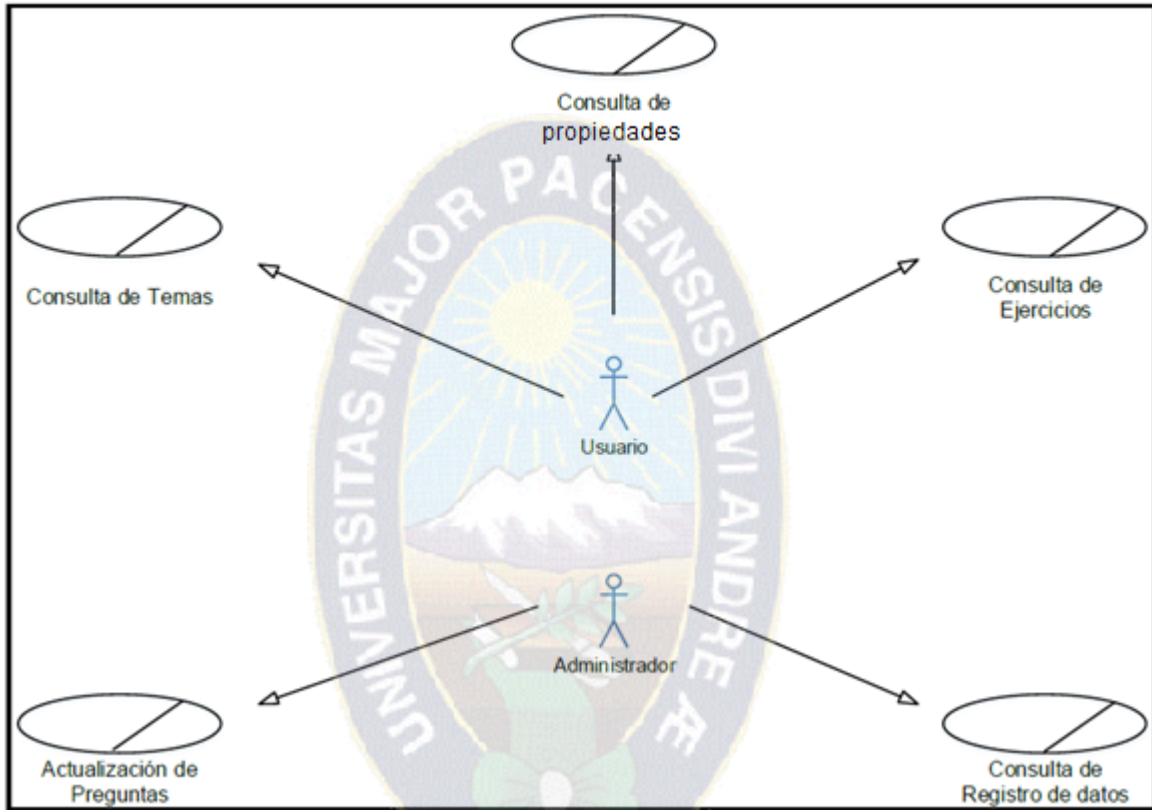 Consulta de
propiedades
Consulta de Temas
Consulta de
Ejercicios
Usuario
Administrador
Actualización de
Preguntas
Consulta de
Registro de datos
UNIVERSITAS MAJOR PACENSIS DIVI ANDRE Æ